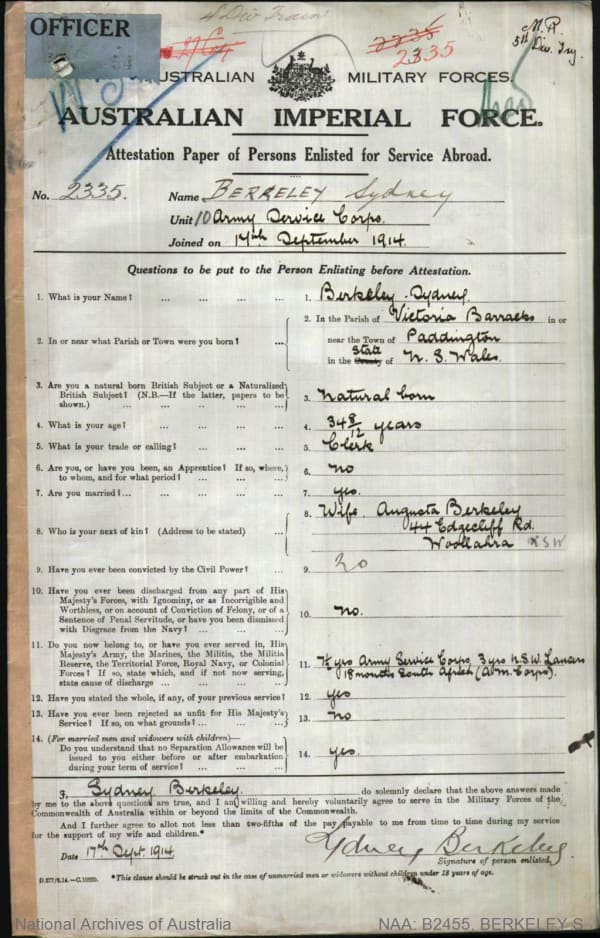 OFFICER
4 Div Train
2235
2335
M.R
5th Div. Trg.
AUSTRALIAN MILITARY FORCES.
AUSTRALIAN IMPERIAL FORCE.
Attestation Paper of Persons Enlisted for Service Abroad.
No. 2335. Name BERKELEY Sydney
Unit 10 Army Service Corps.
Joined on 17th September 1914.
Questions to be put to the Person Enlisting before Attestation.
1. What is your Name? ... ... ... ... 1. Berkeley Sydney
2. In or near what Parish or Town were you born? ... 2. In the Parish of Victoria Barracks in or
near the Town of Paddington
in the State County of N. S. Wales.
3. Are you a natural born British Subject or a Naturalized
British Subject? (N.B.—If the latter, papers to be
shown.) ... ... ... ... ... 3. Natural born
4. What is your age? ... ... ... ... 4. 34 8/12 years
5. What is your trade or calling? ... ... ... 5. Clerk
6. Are you, or have you been, an Apprentice? If so, where,
to whom, and for what period? ... ... ... 6. no
7. Are you married?... ... ... ... ... 7. yes.
8. Who is your next of kin? (Address to be stated) ... 8. Wife Augusta Berkeley
44 Edgecliff Rd.
Woollahra NSW
9. Have you ever been convicted by the Civil Power? ... 9. no
10. Have you ever been discharged from any part of His
Majesty's Forces, with Ignominy, or as Incorrigible and
Worthless, or on account of Conviction of Felony, or of a
Sentence of Penal Servitude, or have you been dismissed
with Disgrace from the Navy? ... ... ... 10. no.
11. Do you now belong to, or have you ever served in, His
Majesty's Army, the Marines, the Militia, the Militia
Reserve, the Territorial Force, Royal Navy, or Colonial
Forces? If so, state which, and if not now serving,
state cause of discharge ... ... ... ... 11. yrs Army Service Corps, 3 yrs N.S.W. Lancers
18 months South Africa (A.M. Corps).
12. Have you stated the whole, if any, of your previous service? 12. yes
13. Have you ever been rejected as unfit for His Majesty's
Service? If so, on what grounds? ... ... ... 13. no
14. (For married men and widowers with children)—
Do you understand that no Separation Allowance will be
issued to you either before or after embarkation
during your term of service? ... ... ... 14. yes.
I, Sydney Berkeley. do solemnly declare that the above answers made
by me to the above questions are true, and I am willing and hereby voluntarily agree to serve in the Military Forces of the
Commonwealth of Australia within or beyond the limits of the Commonwealth.
And I further agree to allot not less than two-fifths of the pay payable to me from time to time during my service
for the support of my wife and children.*
Date 17th Sept 1914. Sydney Berkeley.
Signature of person enlisted.
*This clause should be struck out in the case of unmarried men or widowers without children under 18 years of age.
National Archives of Australia NAA: B2455, BERKELEY S